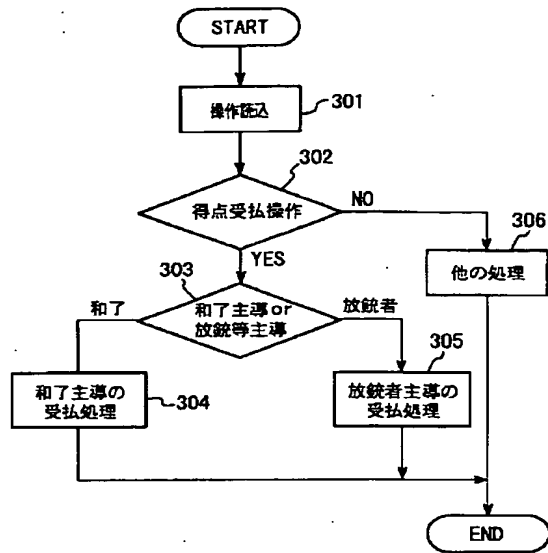 START
操作読込
301
302
得点受払操作
NO
306
YES
他の処理
303
和了
和了主導or
放銃等主導
放銃者
305
和了主導の
受払処理
304
放銃者主導の
受払処理
END